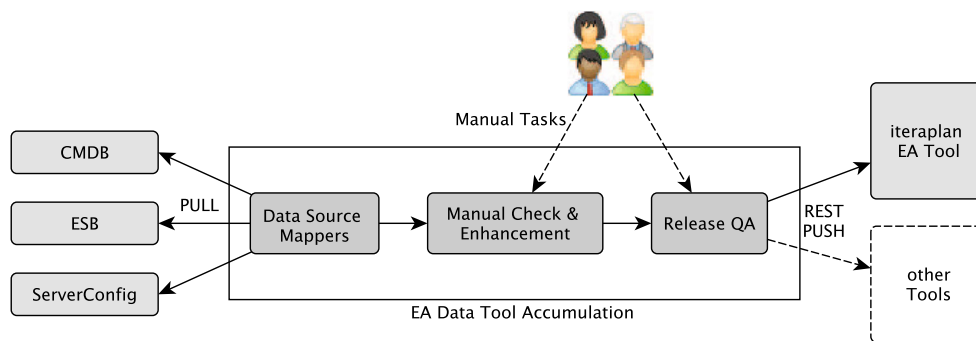 Manual Tasks
CMDB
ESB
ServerConfig
PULL
Data Source
Mappers
Manual Check &
Enhancement
Release QA
REST
PUSH
iteraplan
EA Tool
other
Tools
EA Data Tool Accumulation